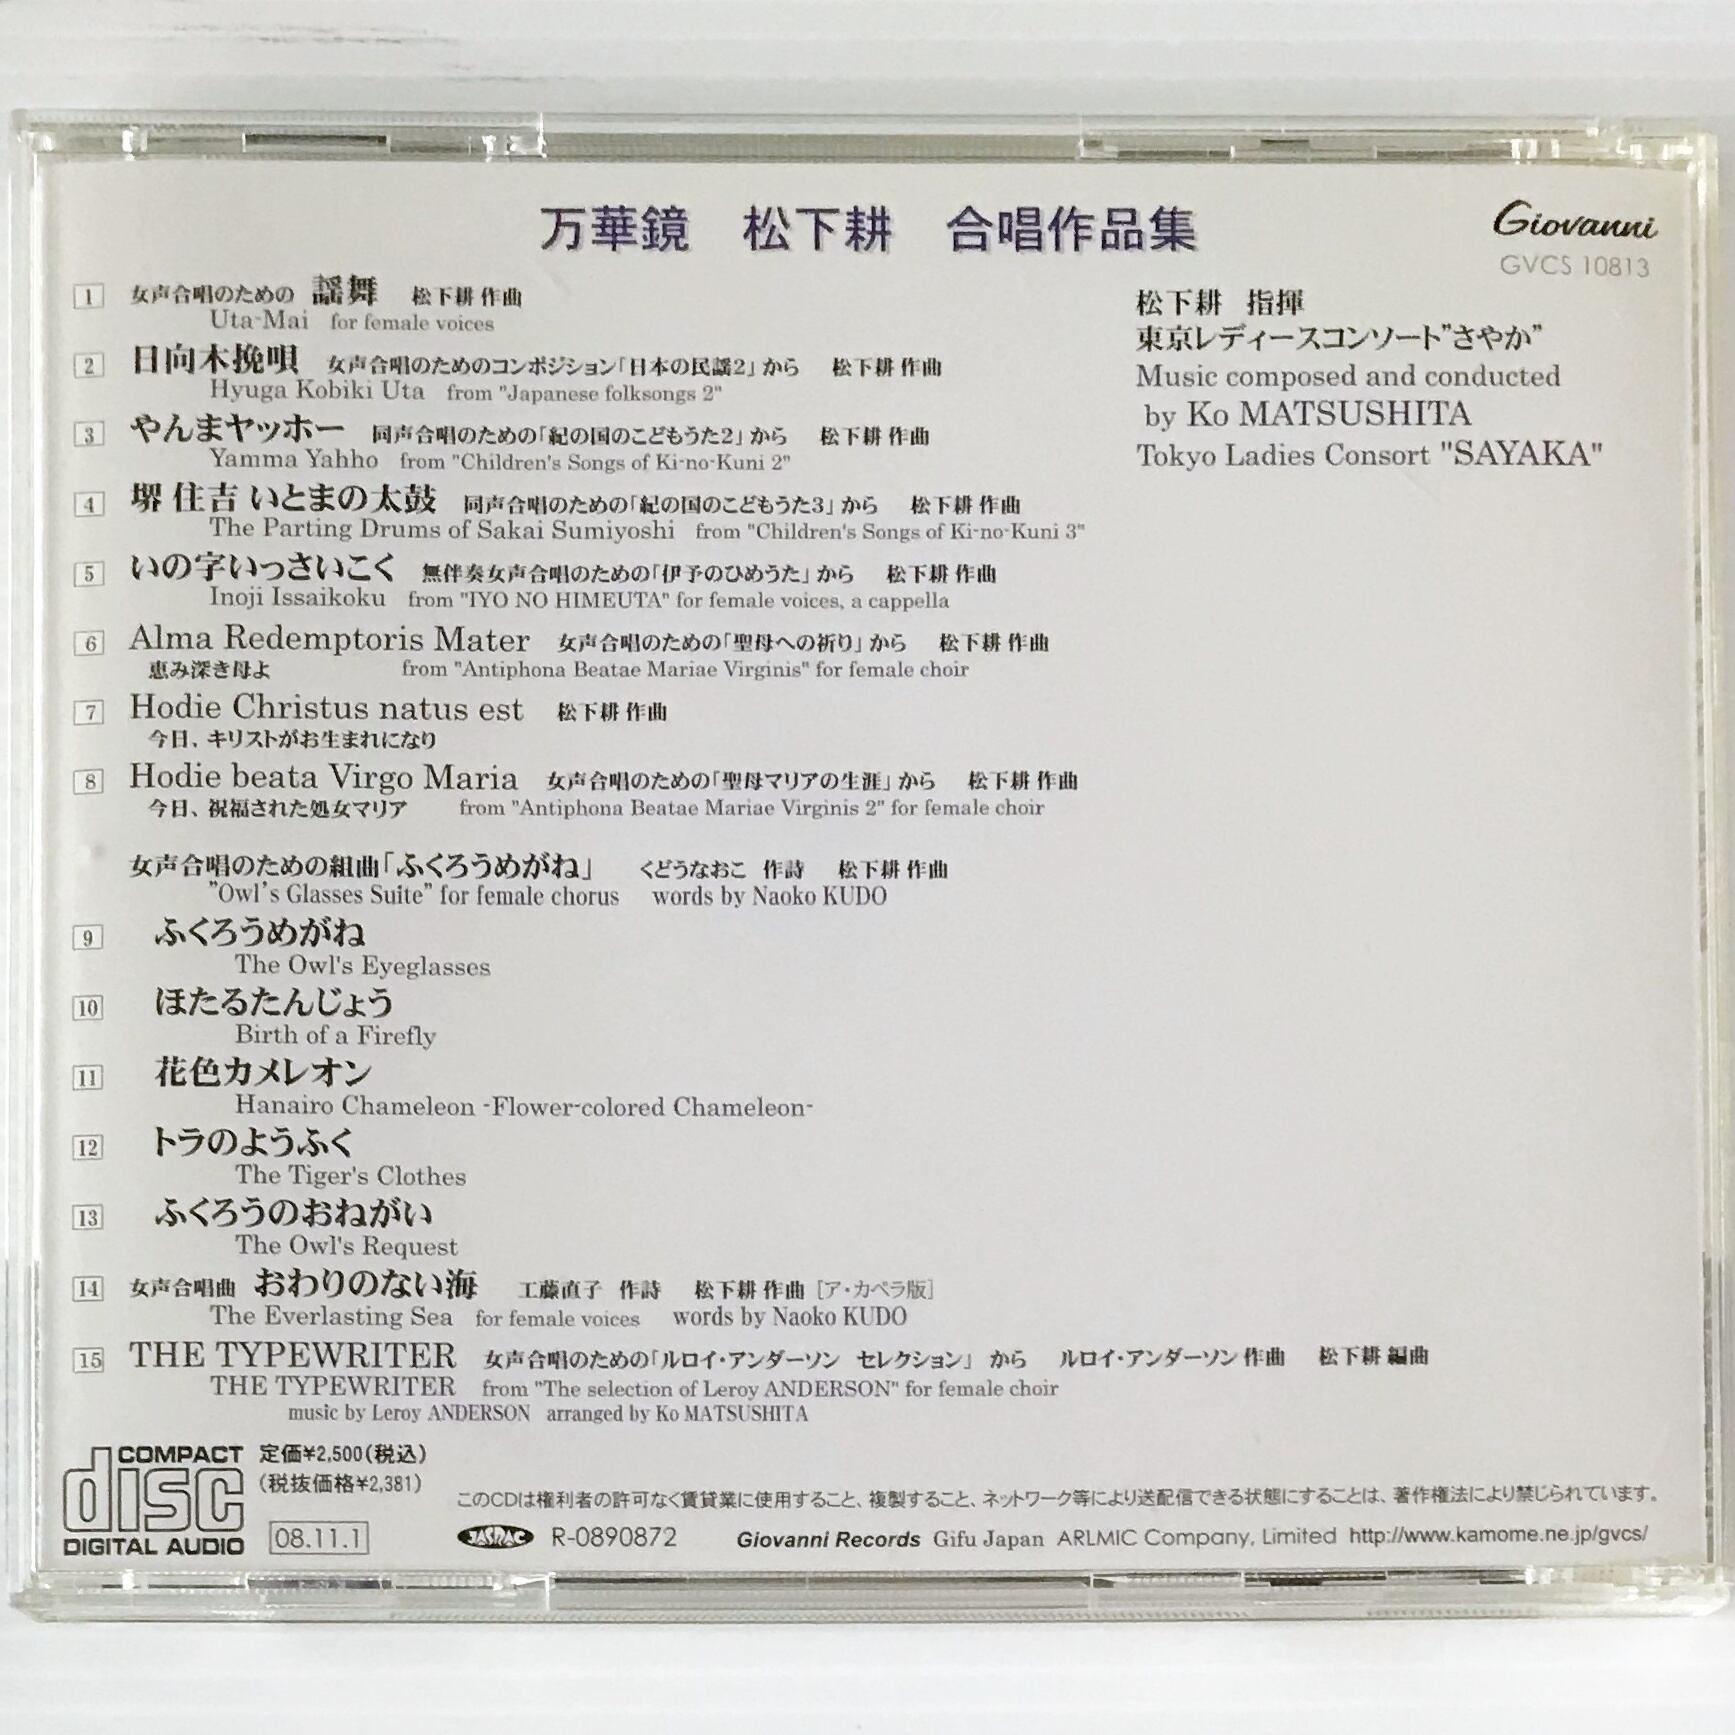 万華鏡　松下耕　合唱作品集
Giovanni
GVCS 10813
松下耕　指揮
東京レディースコンソート"さやか"
Music composed and conducted
by Ko MATSUSHITA
Tokyo Ladies Consort "SAYAKA"
1 女声合唱のための 謡舞　松下耕 作曲
Uta-Mai for female voices
2 日向木挽唄　女声合唱のためのコンポジション「日本の民謡2」から　松下耕 作曲
Hyuga Kobiki Uta from "Japanese folksongs 2"
3 やんまヤッホー　同声合唱のための「紀の国のこどもうた2」から　松下耕 作曲
Yamma Yahho from "Children's Songs of Ki-no-Kuni 2"
4 堺 住吉 いとまの太鼓　同声合唱のための「紀の国のこどもうた3」から　松下耕 作曲
The Parting Drums of Sakai Sumiyoshi from "Children's Songs of Ki-no-Kuni 3"
5 いの字いっさいこく　無伴奏女声合唱のための「伊予のひめうた」から　松下耕 作曲
Inoji Issaikoku from "IYO NO HIMEUTA" for female voices, a cappella
6 Alma Redemptoris Mater 女声合唱のための「聖母への祈り」から　松下耕 作曲
恵み深き母よ from "Antiphona Beatae Mariae Virginis" for female choir
7 Hodie Christus natus est 松下耕 作曲
今日、キリストがお生まれになり
8 Hodie beata Virgo Maria 女声合唱のための「聖母マリアの生涯」から　松下耕 作曲
今日、祝福された処女マリア from "Antiphona Beatae Mariae Virginis 2" for female choir
女声合唱のための組曲「ふくろうめがね」　くどうなおこ 作詩　松下耕 作曲
"Owl's Glasses Suite" for female chorus words by Naoko KUDO
9 ふくろうめがね
The Owl's Eyeglasses
10 ほたるたんじょう
Birth of a Firefly
11 花色カメレオン
Hanairo Chameleon -Flower-colored Chameleon-
12 トラのようふく
The Tiger's Clothes
13 ふくろうのおねがい
The Owl's Request
14 女声合唱曲 おわりのない海　工藤直子 作詩　松下耕 作曲 [ア・カペラ版]
The Everlasting Sea for female voices words by Naoko KUDO
15 THE TYPEWRITER 女声合唱のための「ルロイ・アンダーソン　セレクション」 から　ルロイ・アンダーソン 作曲　松下耕 編曲
THE TYPEWRITER from "The selection of Leroy ANDERSON" for female choir
music by Leroy ANDERSON arranged by Ko MATSUSHITA
COMPACT disc DIGITAL AUDIO
定価¥2,500(税込)
(税抜価格¥2,381)
08.11.1
このCDは権利者の許可なく賃貸業に使用すること、複製すること、ネットワーク等により送配信できる状態にすることは、著作権法により禁じられています。
JASRAC R-0890872 Giovanni Records Gifu Japan ARLMIC Company, Limited http://www.kamome.ne.jp/gvcs/